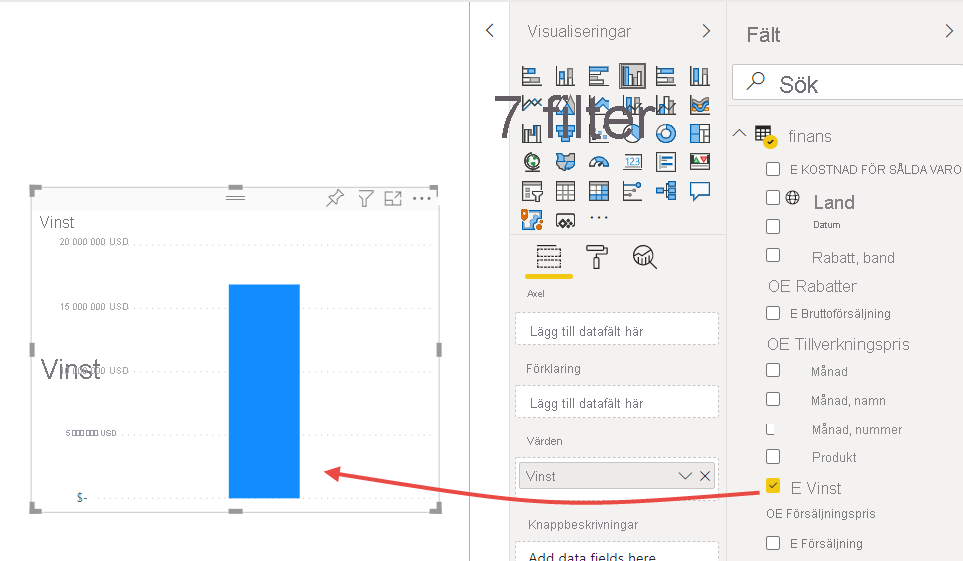 Vinst
20 000 000 USD
15 000 000 USD
Vinst
10 000 000 USD
5 000 000 USD
$-
Visualiseringar
7 filter
123
Axel
Lägg till datafält här
Förklaring
Lägg till datafält här
Värden
Vinst
Knappbeskrivningar
Add data fields here
Fält
Sök
finans
E KOSTNAD FÖR SÅLDA VARO
Land
Datum
Rabatt, band
OE Rabatter
E Bruttoförsäljning
OE Tillverkningspris
Månad
Månad, namn
Månad, nummer
Produkt
E Vinst
OE Försäljningspris
E Försäljning